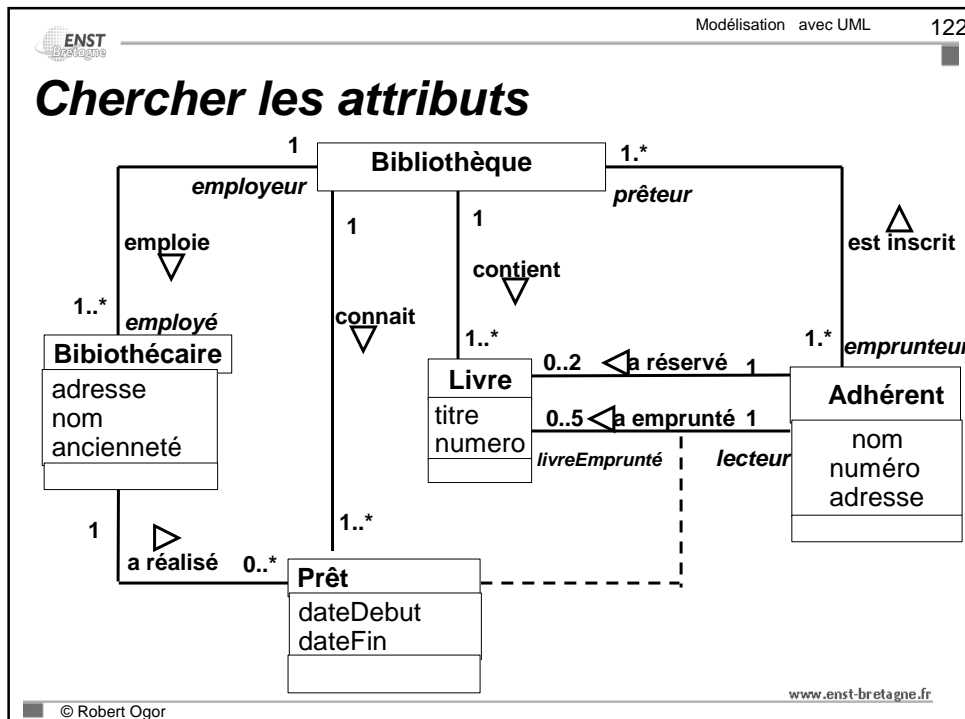 Modélisation avec UML 122
ENST
Bretagne
Chercher les attributs
1
Bibliothèque
1.*
employeur
prêteur
1
1
emploie
est inscrit
contient
1..*
employé
connait
1..*
1.*
emprunteur
Bibiothécaire
0..2
a réservé
1
Livre
Adhérent
adresse
nom
ancienneté
titre
numero
0..5
a emprunté
1
livreEmprunté
lecteur
nom
numéro
adresse
1
1..*
a réalisé
0..*
Prêt
dateDebut
dateFin
www.enst-bretagne.fr
© Robert Ogor